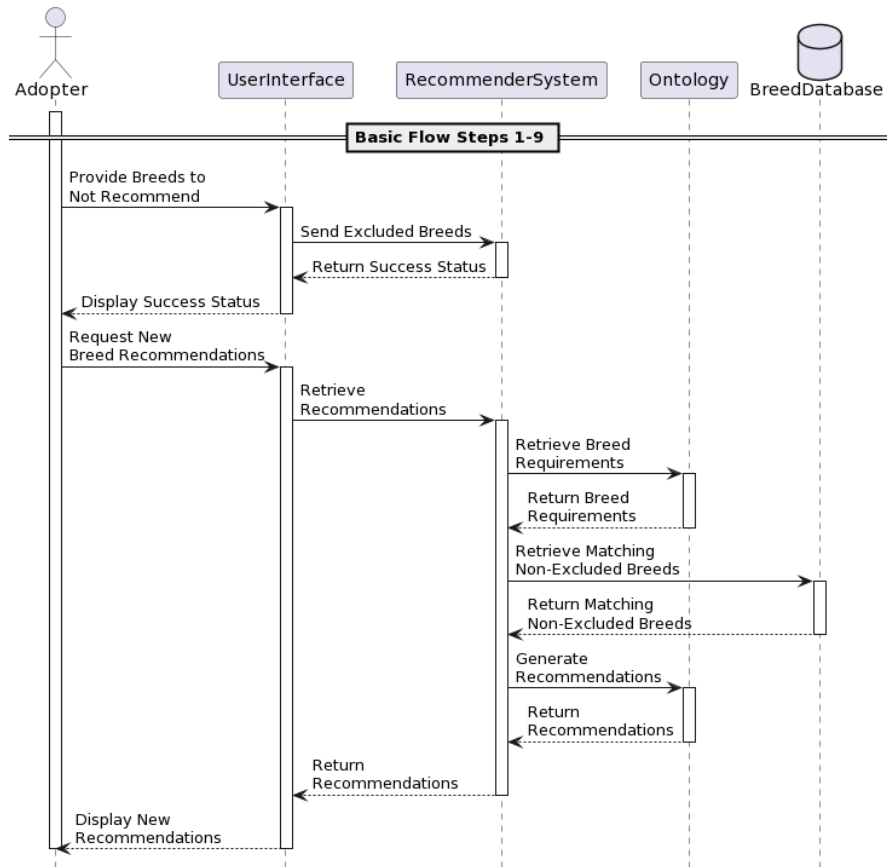 Adopter
UserInterface
RecommenderSystem
Ontology
BreedDatabase
Basic Flow Steps 1-9
Provide Breeds to
Not Recommend
Send Excluded Breeds
Return Success Status
Display Success Status
Request New
Breed Recommendations
Retrieve
Recommendations
Retrieve Breed
Requirements
Return Breed
Requirements
Retrieve Matching
Non-Excluded Breeds
Return Matching
Non-Excluded Breeds
Generate
Recommendations
Return
Recommendations
Return
Recommendations
Display New
Recommendations